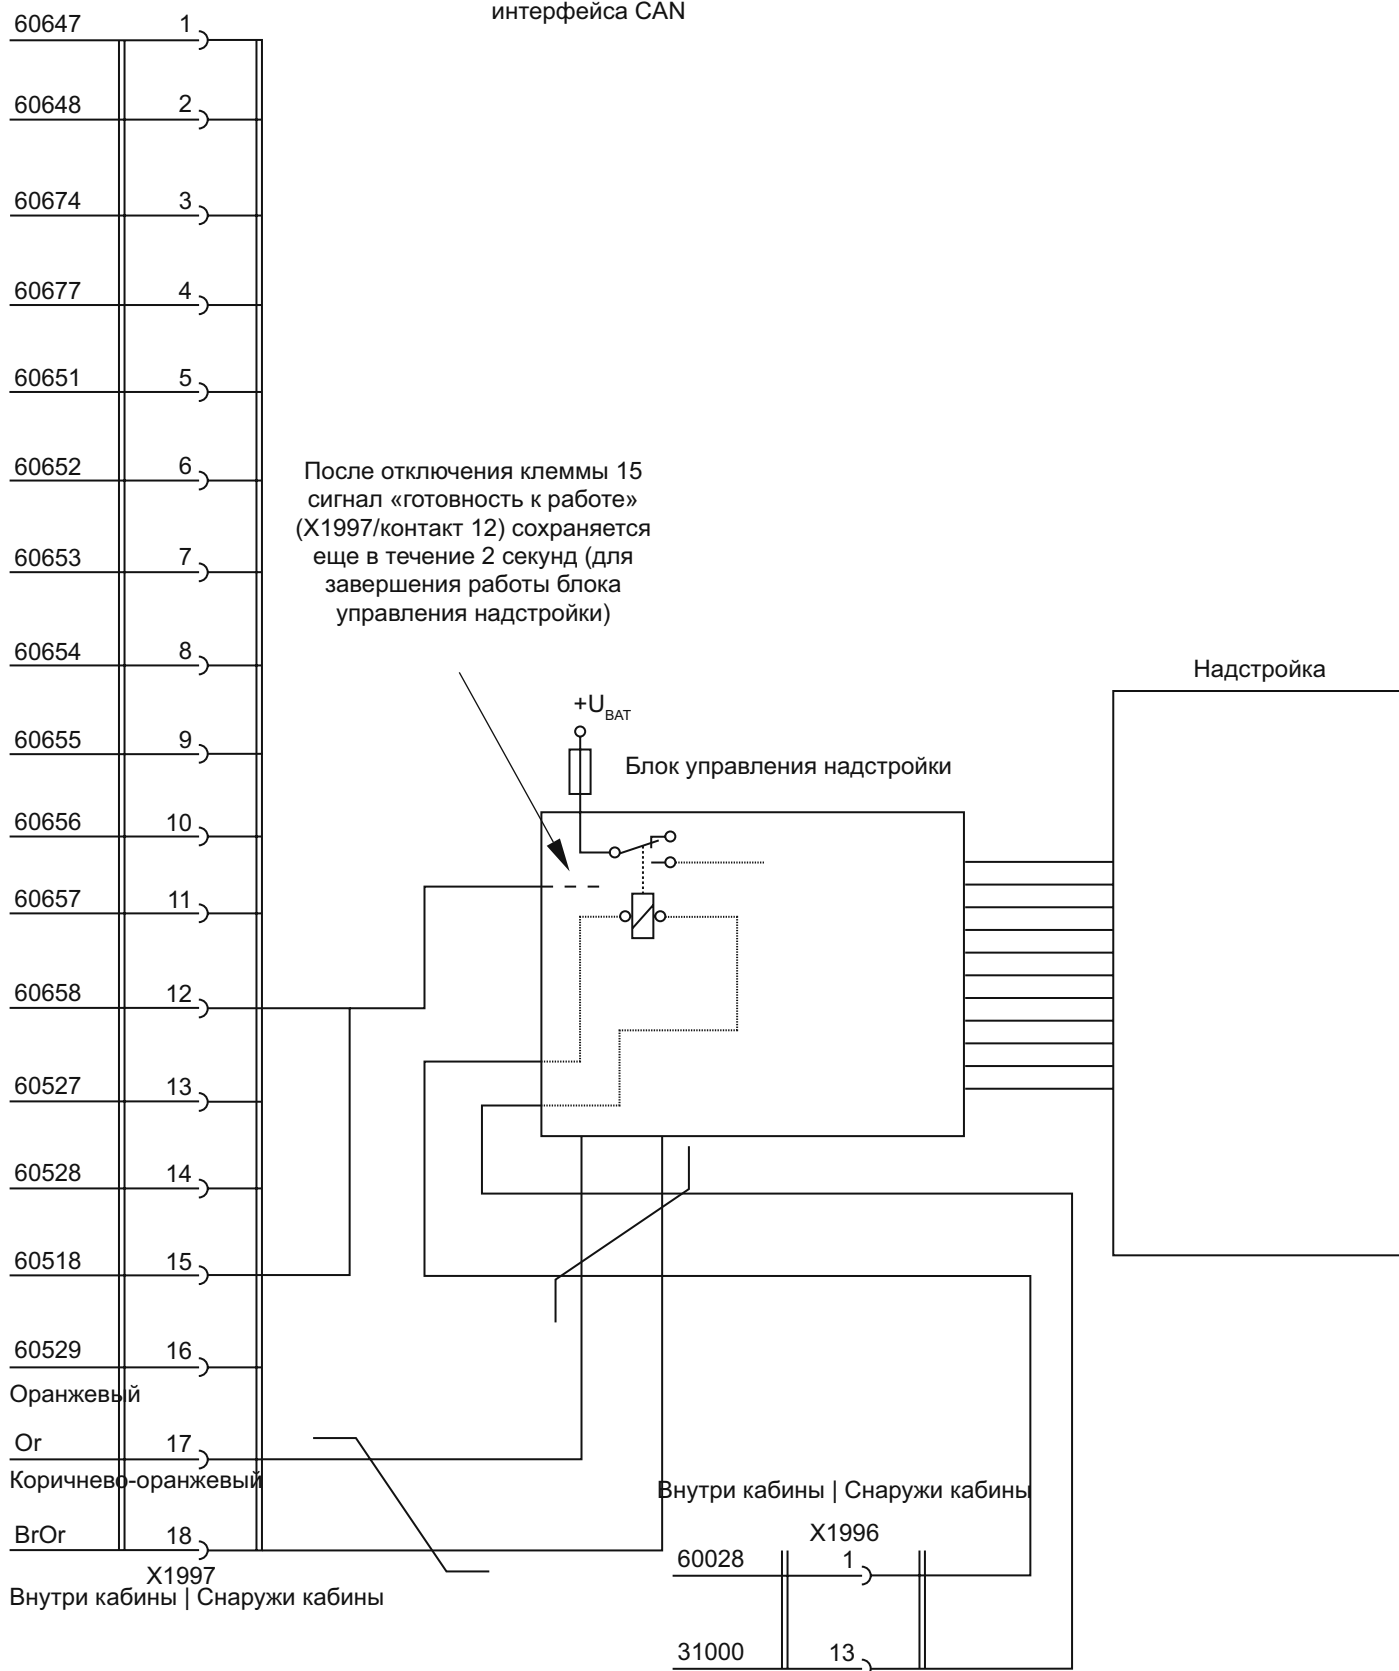 интерфейса CAN
60647 1
60648 2
60674 3
60677 4
60651 5
60652 6
После отключения клеммы 15
сигнал «готовность к работе»
(X1997/контакт 12) сохраняется
еще в течение 2 секунд (для
завершения работы блока
управления надстройки)
60653 7
60654 8
Надстройка
+U BAT
60655 9
Блок управления надстройки
60656 10
60657 11
60658 12
60527 13
60528 14
60518 15
60529 16
Оранжевый
Or 17
Коричнево-оранжевый
BrOr 18
X1997
Внутри кабины | Снаружи кабины
Внутри кабины | Снаружи кабины
X1996
60028 1
31000 13